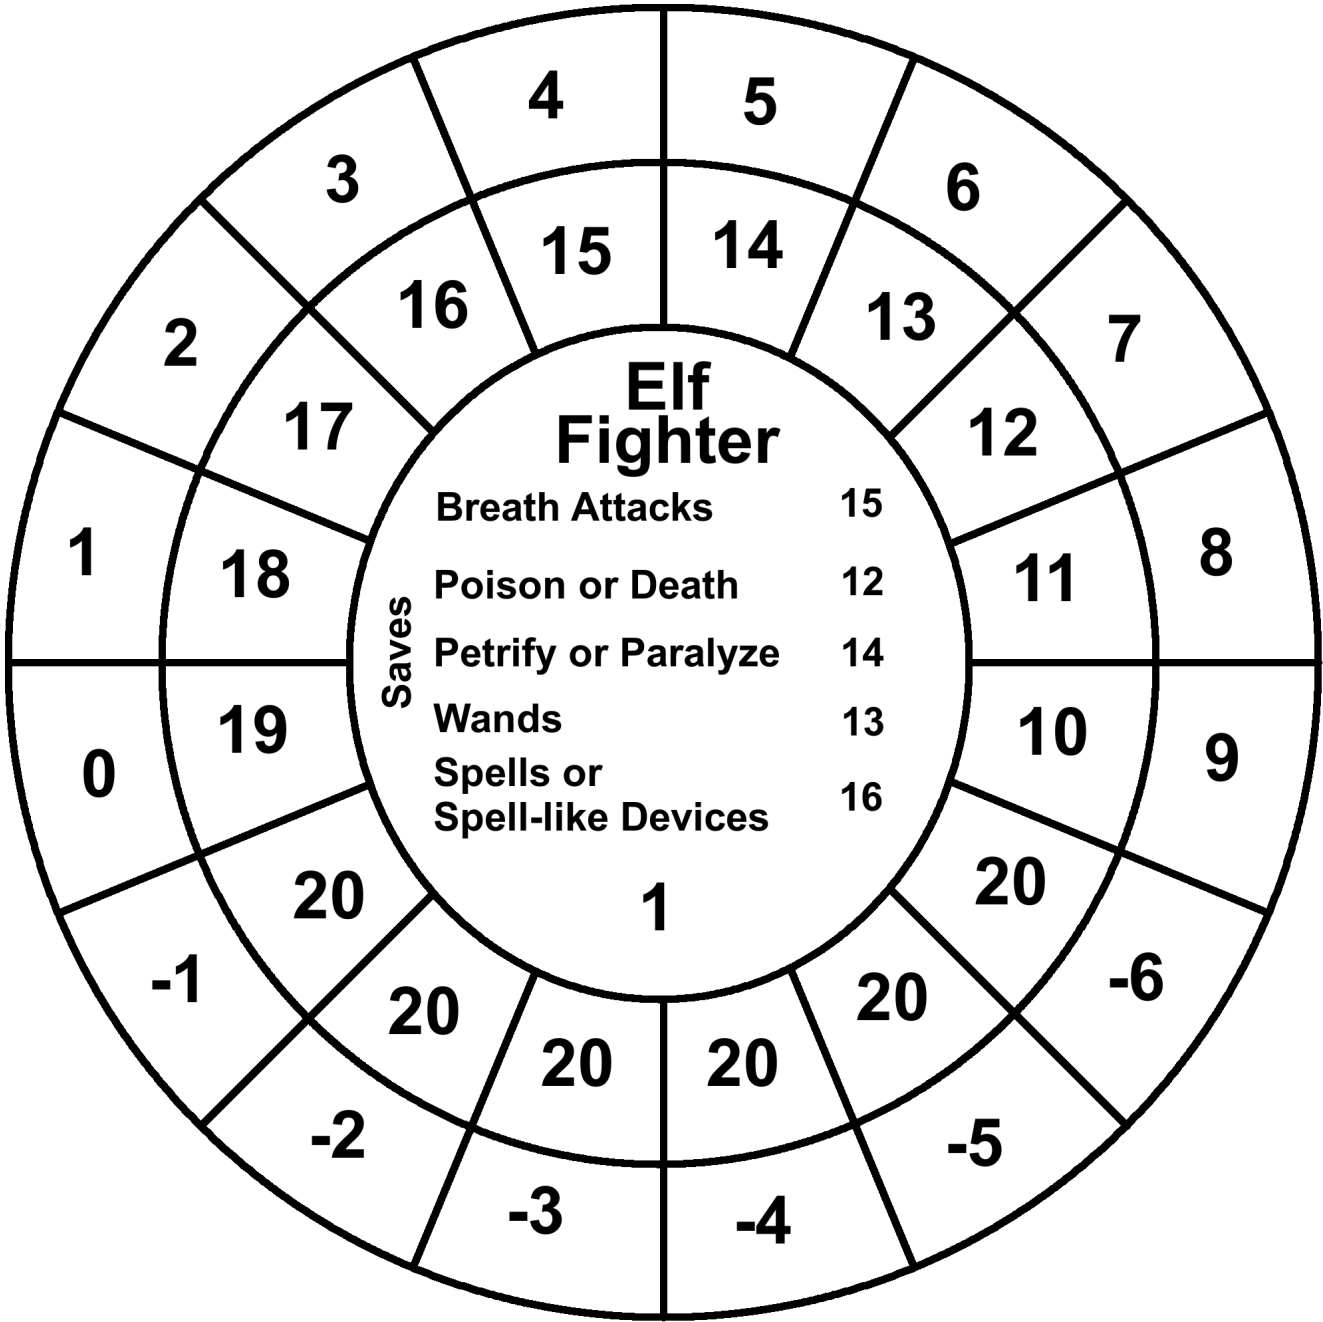 4 5
3 6
15 14
16 13
2 7
17 12
Elf
Fighter
Breath Attacks 15
1 8
18 11
Poison or Death 12
Saves
Petrify or Paralyze 14
Wands 13
19 10
0 9
Spells or
Spell-like Devices 16
20 20
1
-1 -6
20 20
20 20
-2 -5
-3 -4